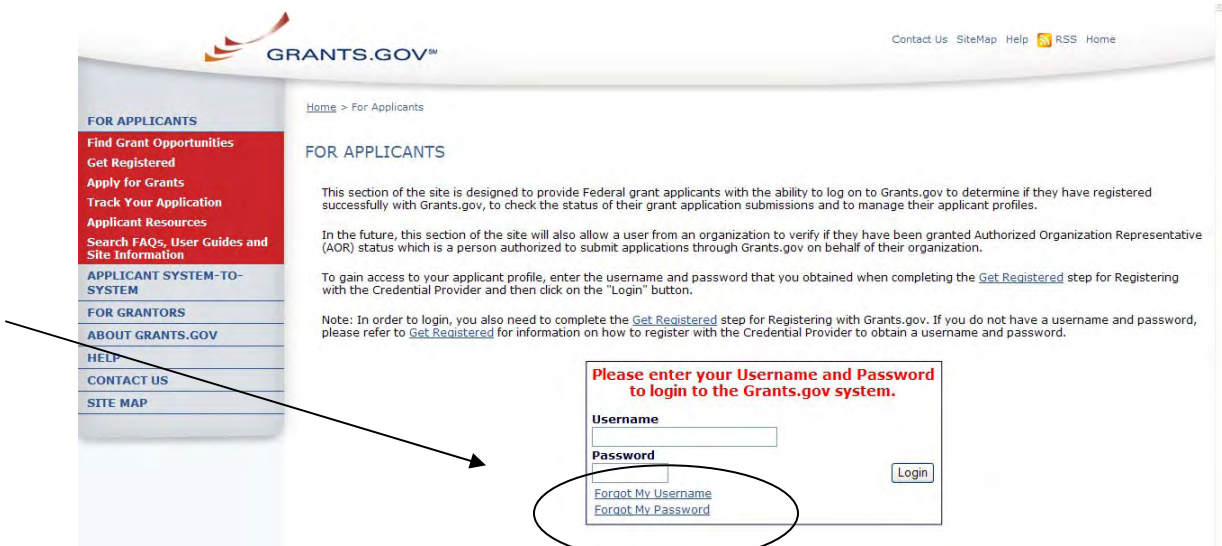 GRANTS.GOV℠
Contact Us SiteMap Help RSS Home
FOR APPLICANTS
Find Grant Opportunities
Get Registered
Apply for Grants
Track Your Application
Applicant Resources
Search FAQs, User Guides and
Site Information
APPLICANT SYSTEM-TO-
SYSTEM
FOR GRANTORS
ABOUT GRANTS.GOV
HELP
CONTACT US
SITE MAP
Home > For Applicants
FOR APPLICANTS
This section of the site is designed to provide Federal grant applicants with the ability to log on to Grants.gov to determine if they have registered
successfully with Grants.gov, to check the status of their grant application submissions and to manage their applicant profiles.
In the future, this section of the site will also allow a user from an organization to verify if they have been granted Authorized Organization Representative
(AOR) status which is a person authorized to submit applications through Grants.gov on behalf of their organization.
To gain access to your applicant profile, enter the username and password that you obtained when completing the Get Registered step for Registering
with the Credential Provider and then click on the "Login" button.
Note: In order to login, you also need to complete the Get Registered step for Registering with Grants.gov. If you do not have a username and password,
please refer to Get Registered for information on how to register with the Credential Provider to obtain a username and password.
Please enter your Username and Password
to login to the Grants.gov system.
Username
Password
Login
Forgot My Username
Forgot My Password